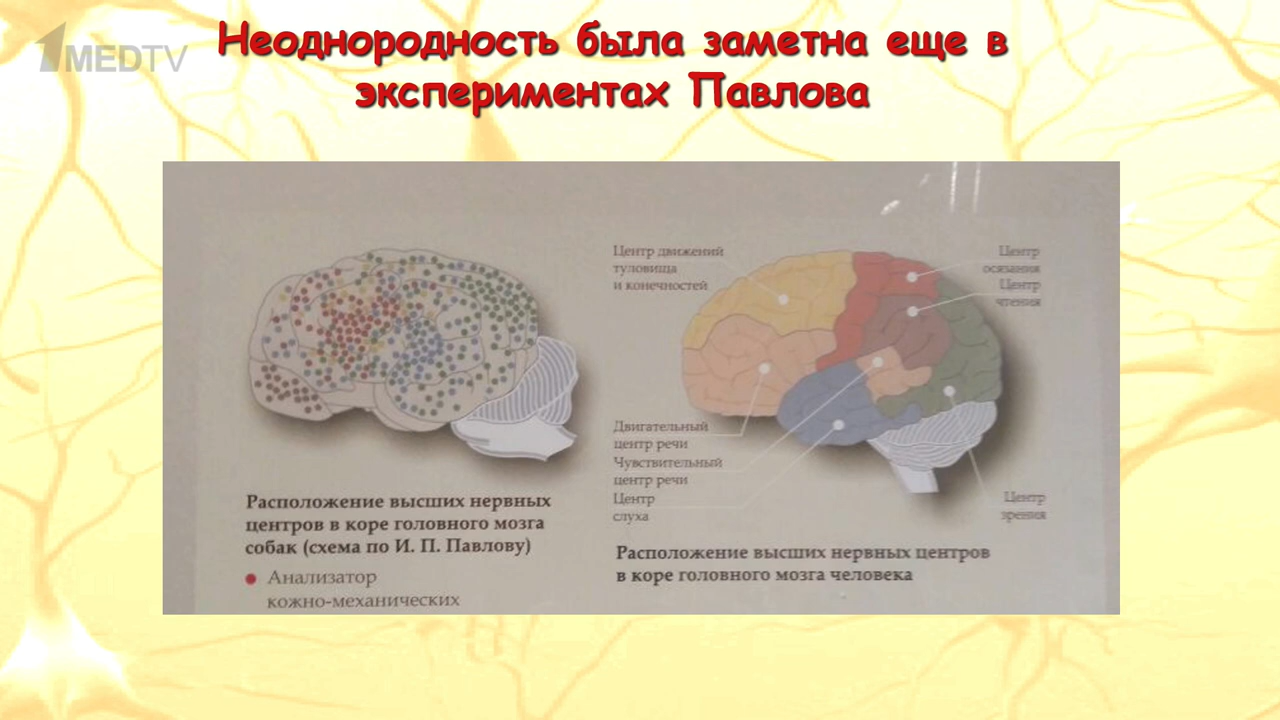 1MEDTV
Неоднородность была заметна еще в
экспериментах Павлова
Центр движений
туловища
и конечностей
Центр
осязания
Центр
чтения
Двигательный
центр речи
Чувствительный
центр речи
Центр
слуха
Центр
зрения
Расположение высших нервных
центров в коре головного мозга
собак (схема по И. П. Павлову)
Анализатор
кожно-механических
Расположение высших нервных центров
в коре головного мозга человека